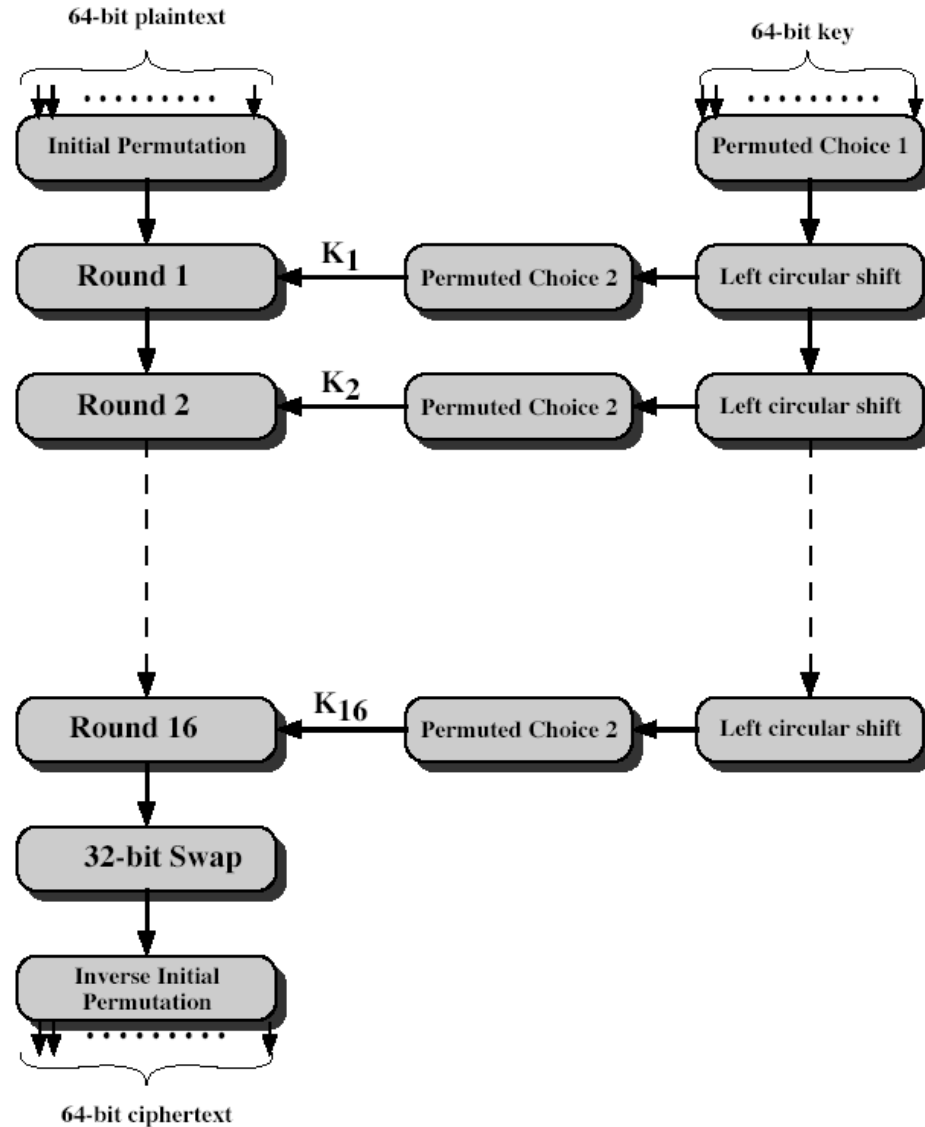 64-bit plaintext
64-bit key
Initial Permutation
Permuted Choice 1
Round 1
K1
Permuted Choice 2
Left circular shift
Round 2
K2
Permuted Choice 2
Left circular shift
Round 16
K16
Permuted Choice 2
Left circular shift
32-bit Swap
Inverse Initial
Permutation
64-bit ciphertext